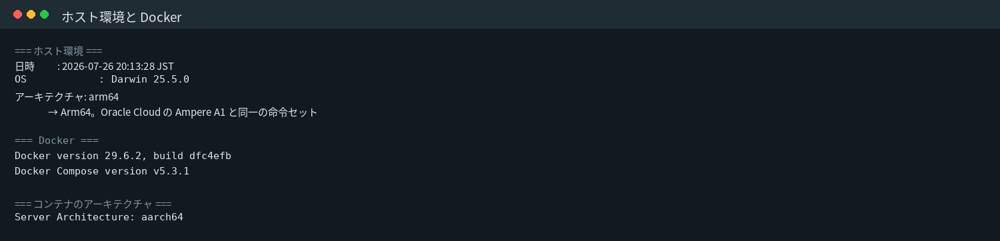 ホスト環境と Docker
=== ホスト環境 ===
日時 : 2026-07-26 20:13:28 JST
OS : Darwin 25.5.0
アーキテクチャ: arm64
→ Arm64。Oracle Cloud の Ampere A1 と同一の命令セット
=== Docker ===
Docker version 29.6.2, build dfc4efb
Docker Compose version v5.3.1
=== コンテナのアーキテクチャ ===
Server Architecture: aarch64